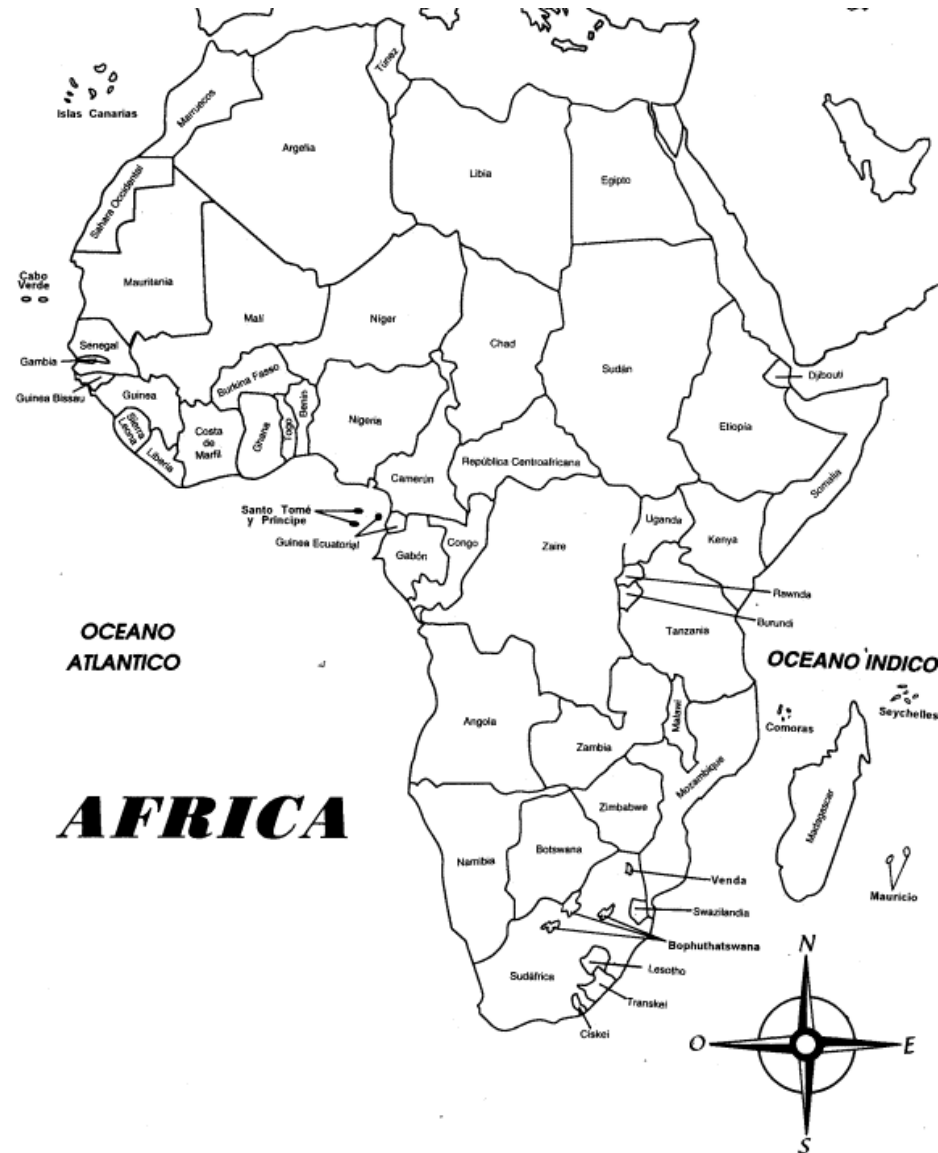 Túnez
Islas Canarias
Marruecos
Argelia
Libia
Egipto
Sahara Occidental
Cabo
Verde
Mauritania
Malí
Níger
Chad
Sudán
Senegal
Gambia
Guinea Bissau
Guinea
Burkina Fasso
Djibouti
Sierra
Leona
Liberia
Costa
de
Marfil
Ghana
Togo
Benín
Nigeria
Etiopía
Somalia
Camerún
República Centroafricana
Santo Tomé
y Príncipe
Guinea Ecuatorial
Gabón
Congo
Zaire
Uganda
Kenya
Rawnda
Burundi
Tanzania
OCEANO
ATLANTICO
OCEANO INDICO
Seychelles
Comoras
Angola
Zambia
Malawi
Mozambique
Madagascar
AFRICA
Zimbabwe
Namibia
Botswana
Venda
Mauricio
Swazilandia
Bophuthatswana
Sudáfrica
Lesotho
Transkei
Ciskei
N
O
E
S